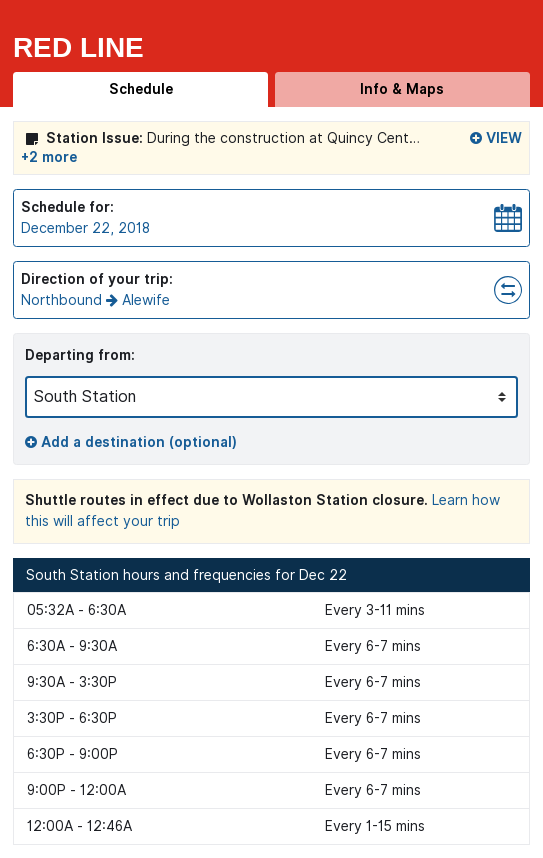 RED LINE
Schedule Info & Maps
Station Issue: During the construction at Quincy Cent... VIEW
+2 more
Schedule for:
December 22, 2018
Direction of your trip:
Northbound → Alewife
Departing from:
South Station
Add a destination (optional)
Shuttle routes in effect due to Wollaston Station closure. Learn how
this will affect your trip
South Station hours and frequencies for Dec 22
05:32A - 6:30A Every 3-11 mins
6:30A - 9:30A Every 6-7 mins
9:30A - 3:30P Every 6-7 mins
3:30P - 6:30P Every 6-7 mins
6:30P - 9:00P Every 6-7 mins
9:00P - 12:00A Every 6-7 mins
12:00A - 12:46A Every 1-15 mins